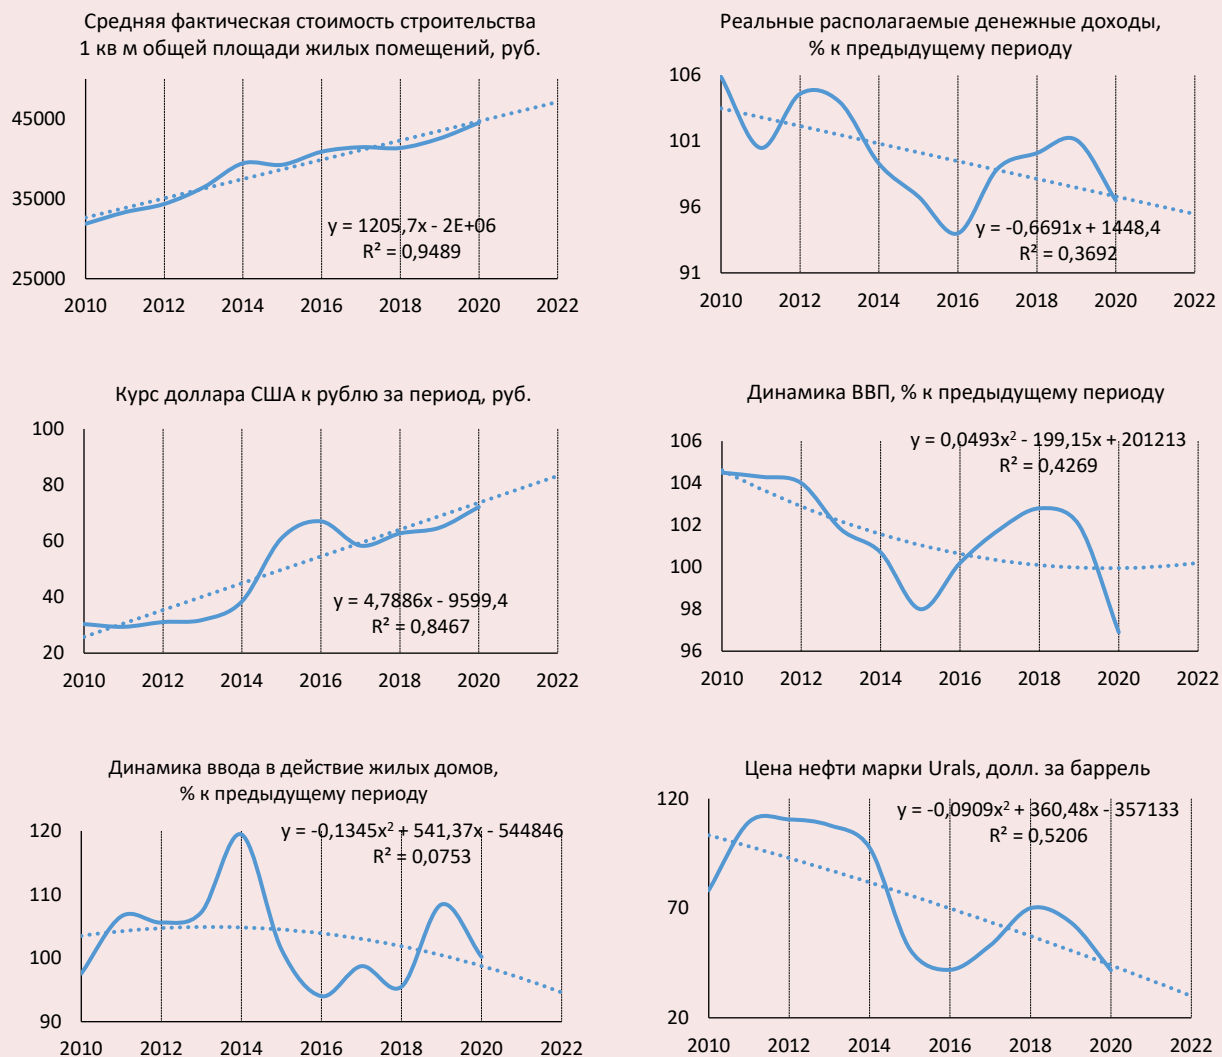 Средняя фактическая стоимость строительства
1 кв м общей площади жилых помещений, руб.
45000
35000
25000
y = 1205,7x - 2E+06
R² = 0,9489
2010 2012 2014 2016 2018 2020 2022
Реальные располагаемые денежные доходы,
% к предыдущему периоду
106
101
96
91
y = -0,6691x + 1448,4
R² = 0,3692
2010 2012 2014 2016 2018 2020 2022
Курс доллара США к рублю за период, руб.
100
80
60
40
20
y = 4,7886x - 9599,4
R² = 0,8467
2010 2012 2014 2016 2018 2020 2022
Динамика ВВП, % к предыдущему периоду
106
104
102
100
98
96
y = 0,0493x² - 199,15x + 201213
R² = 0,4269
2010 2012 2014 2016 2018 2020 2022
Динамика ввода в действие жилых домов,
% к предыдущему периоду
120
110
100
90
y = -0,1345x² + 541,37x - 544846
R² = 0,0753
2010 2012 2014 2016 2018 2020 2022
Цена нефти марки Urals, долл. за баррель
120
70
20
y = -0,0909x² + 360,48x - 357133
R² = 0,5206
2010 2012 2014 2016 2018 2020 2022